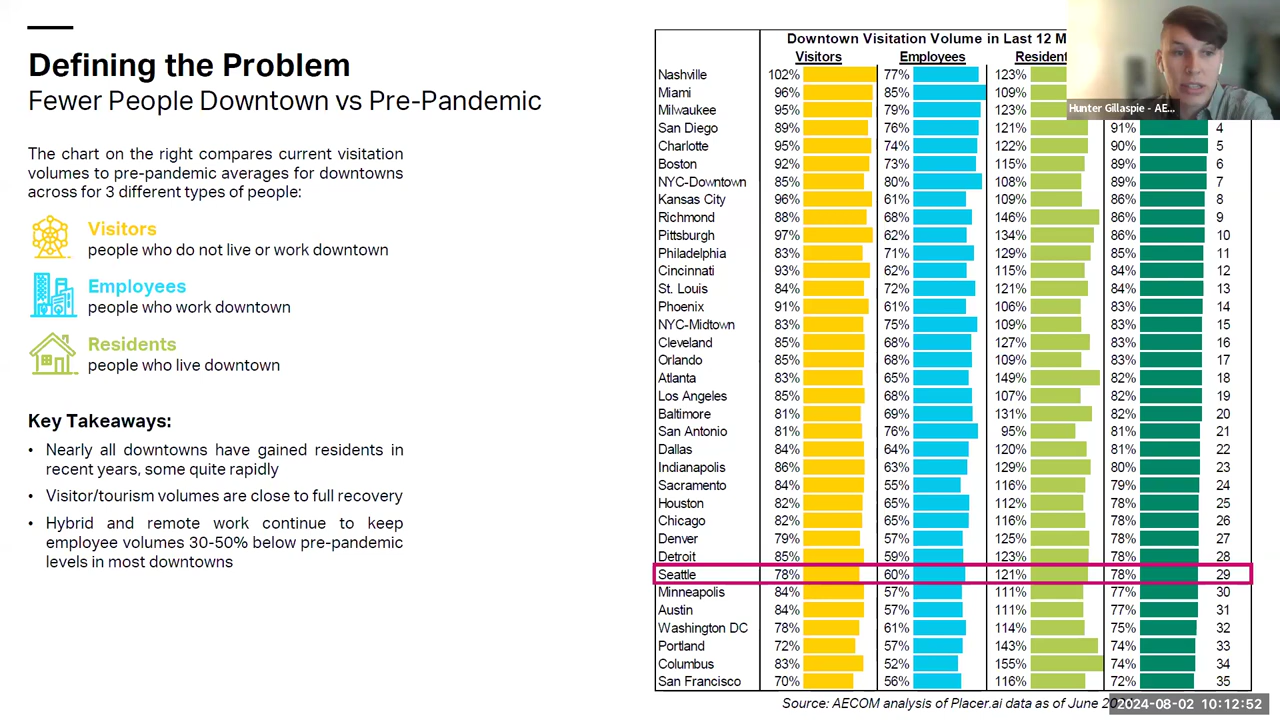 Defining the Problem
Fewer People Downtown vs Pre-Pandemic
The chart on the right compares current visitation
volumes to pre-pandemic averages for downtowns
across for 3 different types of people:
Visitors
people who do not live or work downtown
Employees
people who work downtown
Residents
people who live downtown
Key Takeaways:
• Nearly all downtowns have gained residents in
recent years, some quite rapidly
• Visitor/tourism volumes are close to full recovery
• Hybrid and remote work continue to keep
employee volumes 30-50% below pre-pandemic
levels in most downtowns
Downtown Visitation Volume in Last 12
Visitors Employees
Nashville 102% 77% 123%
Miami 96% 85% 109%
Milwaukee 95% 79% 123%
San Diego 89% 76% 121% 91% 4
Charlotte 95% 74% 122% 90% 5
Boston 92% 73% 115% 89% 6
NYC-Downtown 85% 80% 108% 89% 7
Kansas City 96% 61% 109% 86% 8
Richmond 88% 68% 146% 86% 9
Pittsburgh 97% 62% 134% 86% 10
Philadelphia 83% 71% 129% 85% 11
Cincinnati 93% 62% 115% 84% 12
St. Louis 84% 72% 121% 84% 13
Phoenix 91% 61% 106% 83% 14
NYC-Midtown 83% 75% 109% 83% 15
Cleveland 85% 68% 127% 83% 16
Orlando 85% 68% 109% 83% 17
Atlanta 83% 65% 149% 82% 18
Los Angeles 85% 68% 107% 82% 19
Baltimore 81% 69% 131% 82% 20
San Antonio 81% 76% 95% 81% 21
Dallas 84% 64% 120% 81% 22
Indianapolis 86% 63% 129% 80% 23
Sacramento 84% 55% 116% 79% 24
Houston 82% 65% 112% 78% 25
Chicago 82% 65% 116% 78% 26
Denver 79% 57% 125% 78% 27
Detroit 85% 59% 123% 78% 28
Seattle 78% 60% 121% 78% 29
Minneapolis 84% 57% 111% 77% 30
Austin 84% 57% 111% 77% 31
Washington DC 78% 61% 114% 75% 32
Portland 72% 57% 143% 74% 33
Columbus 83% 52% 155% 74% 34
San Francisco 70% 56% 116% 72% 35
Source: AECOM analysis of Placer.ai data as of June
Hunter Gillaspie - AE...
2024-08-02 10:12:52